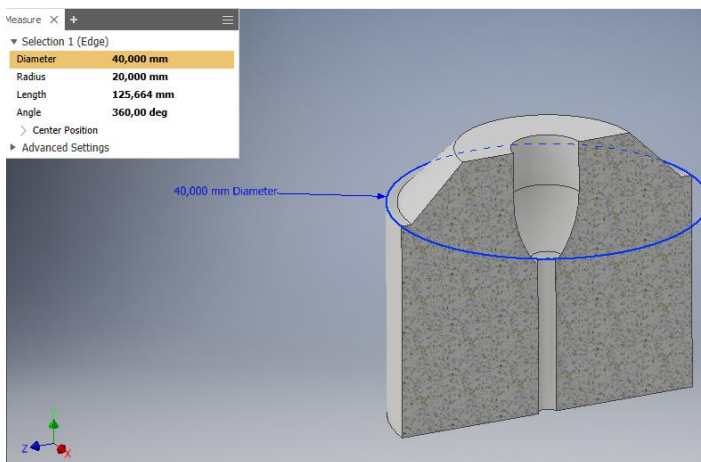 Measure × +
Selection 1 (Edge)
Diameter 40,000 mm
Radius 20,000 mm
Length 125,664 mm
Angle 360,00 deg
Center Position
Advanced Settings
40,000 mm Diameter
Y
Z X